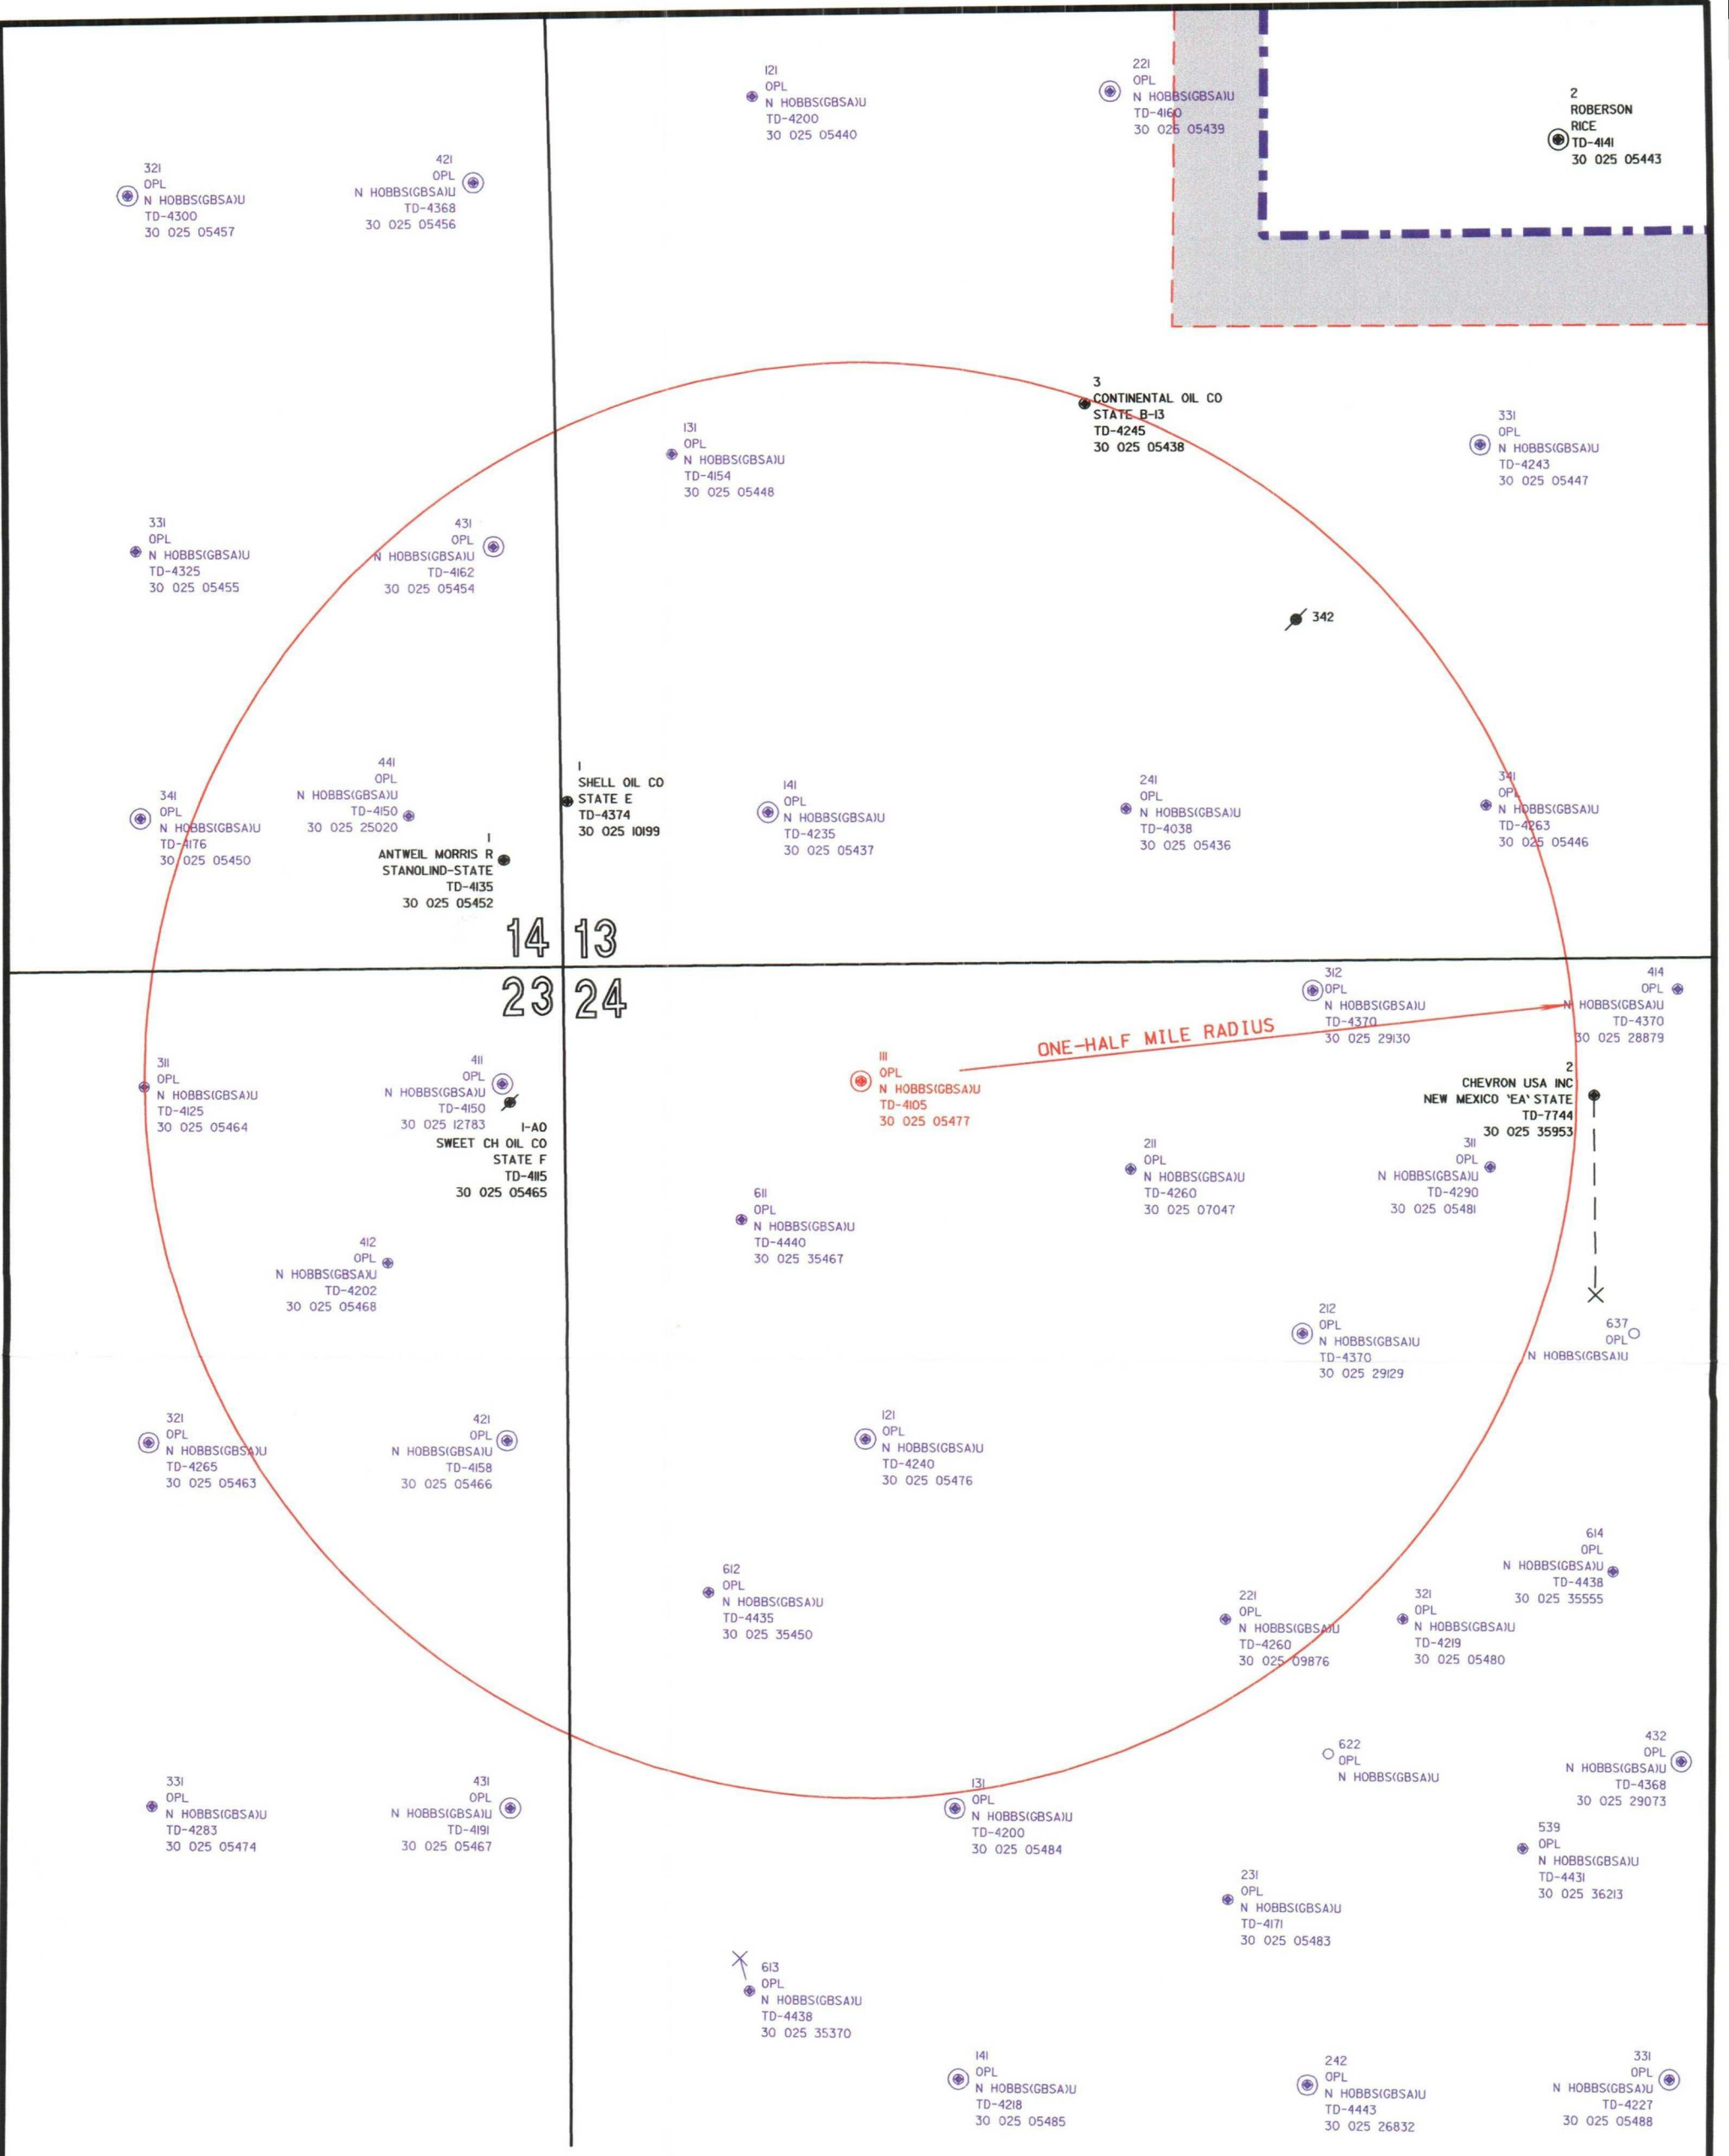 121
OPL
N HOBBS(GBSA)U
TD-4200
30 025 05440
221
OPL
N HOBBS(GBSA)U
TD-4160
30 025 05439
2
ROBERSON
RICE
TD-4141
30 025 05443
321
OPL
N HOBBS(GBSA)U
TD-4300
30 025 05457
421
OPL
N HOBBS(GBSA)U
TD-4368
30 025 05456
3
CONTINENTAL OIL CO
STATE B-13
TD-4245
30 025 05438
131
OPL
N HOBBS(GBSA)U
TD-4154
30 025 05448
331
OPL
N HOBBS(GBSA)U
TD-4243
30 025 05447
331
OPL
N HOBBS(GBSA)U
TD-4325
30 025 05455
431
OPL
N HOBBS(GBSA)U
TD-4162
30 025 05454
342
341
OPL
N HOBBS(GBSA)U
TD-4176
30 025 05450
441
OPL
N HOBBS(GBSA)U
TD-4150
30 025 25020
1
ANTWEIL MORRIS R
STANOLIND-STATE
TD-4135
30 025 05452
1
SHELL OIL CO
STATE E
TD-4374
30 025 10199
141
OPL
N HOBBS(GBSA)U
TD-4235
30 025 05437
241
OPL
N HOBBS(GBSA)U
TD-4038
30 025 05436
341
OPL
N HOBBS(GBSA)U
TD-4263
30 025 05446
14 13
23 24
312
OPL
N HOBBS(GBSA)U
TD-4370
30 025 29130
414
OPL
N HOBBS(GBSA)U
TD-4370
30 025 28879
ONE-HALF MILE RADIUS
311
OPL
N HOBBS(GBSA)U
TD-4125
30 025 05464
411
OPL
N HOBBS(GBSA)U
TD-4150
30 025 12783
1-AO
SWEET CH OIL CO
STATE F
TD-4115
30 025 05465
111
OPL
N HOBBS(GBSA)U
TD-4105
30 025 05477
2
CHEVRON USA INC
NEW MEXICO 'EA' STATE
TD-7744
30 025 35953
211
OPL
N HOBBS(GBSA)U
TD-4260
30 025 07047
311
OPL
N HOBBS(GBSA)U
TD-4290
30 025 05481
611
OPL
N HOBBS(GBSA)U
TD-4440
30 025 35467
412
OPL
N HOBBS(GBSA)U
TD-4202
30 025 05468
212
OPL
N HOBBS(GBSA)U
TD-4370
30 025 29129
637
OPL
N HOBBS(GBSA)U
321
OPL
N HOBBS(GBSA)U
TD-4265
30 025 05463
421
OPL
N HOBBS(GBSA)U
TD-4158
30 025 05466
121
OPL
N HOBBS(GBSA)U
TD-4240
30 025 05476
614
OPL
N HOBBS(GBSA)U
TD-4438
30 025 35555
612
OPL
N HOBBS(GBSA)U
TD-4435
30 025 35450
221
OPL
N HOBBS(GBSA)U
TD-4260
30 025 09876
321
OPL
N HOBBS(GBSA)U
TD-4219
30 025 05480
622
OPL
N HOBBS(GBSA)U
432
OPL
N HOBBS(GBSA)U
TD-4368
30 025 29073
331
OPL
N HOBBS(GBSA)U
TD-4283
30 025 05474
431
OPL
N HOBBS(GBSA)U
TD-4191
30 025 05467
131
OPL
N HOBBS(GBSA)U
TD-4200
30 025 05484
539
OPL
N HOBBS(GBSA)U
TD-4431
30 025 36213
231
OPL
N HOBBS(GBSA)U
TD-4171
30 025 05483
613
OPL
N HOBBS(GBSA)U
TD-4438
30 025 35370
141
OPL
N HOBBS(GBSA)U
TD-4218
30 025 05485
242
OPL
N HOBBS(GBSA)U
TD-4443
30 025 26832
331
OPL
N HOBBS(GBSA)U
TD-4227
30 025 05488